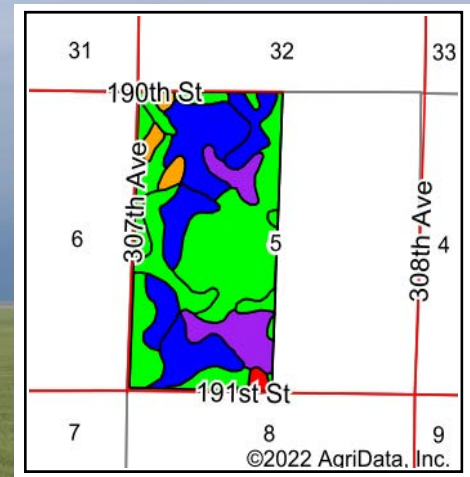 31 32 33
190th St
307th Ave
308th Ave
6 5 4
191st St
7 8 9
©2022 AgriData, Inc.